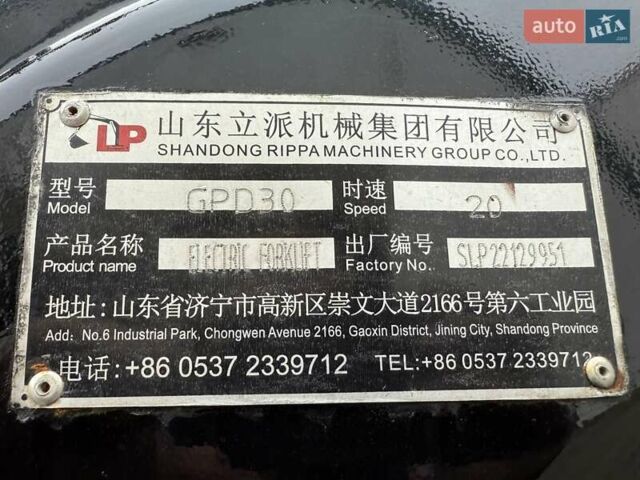 auto RIA .com
LP 山东立派机械集团有限公司
SHANDONG RIPPA MACHINERY GROUP CO.,LTD.
型号 Model GPD30 时速 Speed 20
产品名称 Product name ELECTRIC FORKLIFT 出厂编号 Factory No. SLP22129951
地址: 山东省济宁市高新区崇文大道2166号第六工业园
Add: No.6 Industrial Park, Chongwen Avenue 2166, Gaoxin District, Jining City, Shandong Province
电话: +86 0537 2339712 TEL:+86 0537 2339712